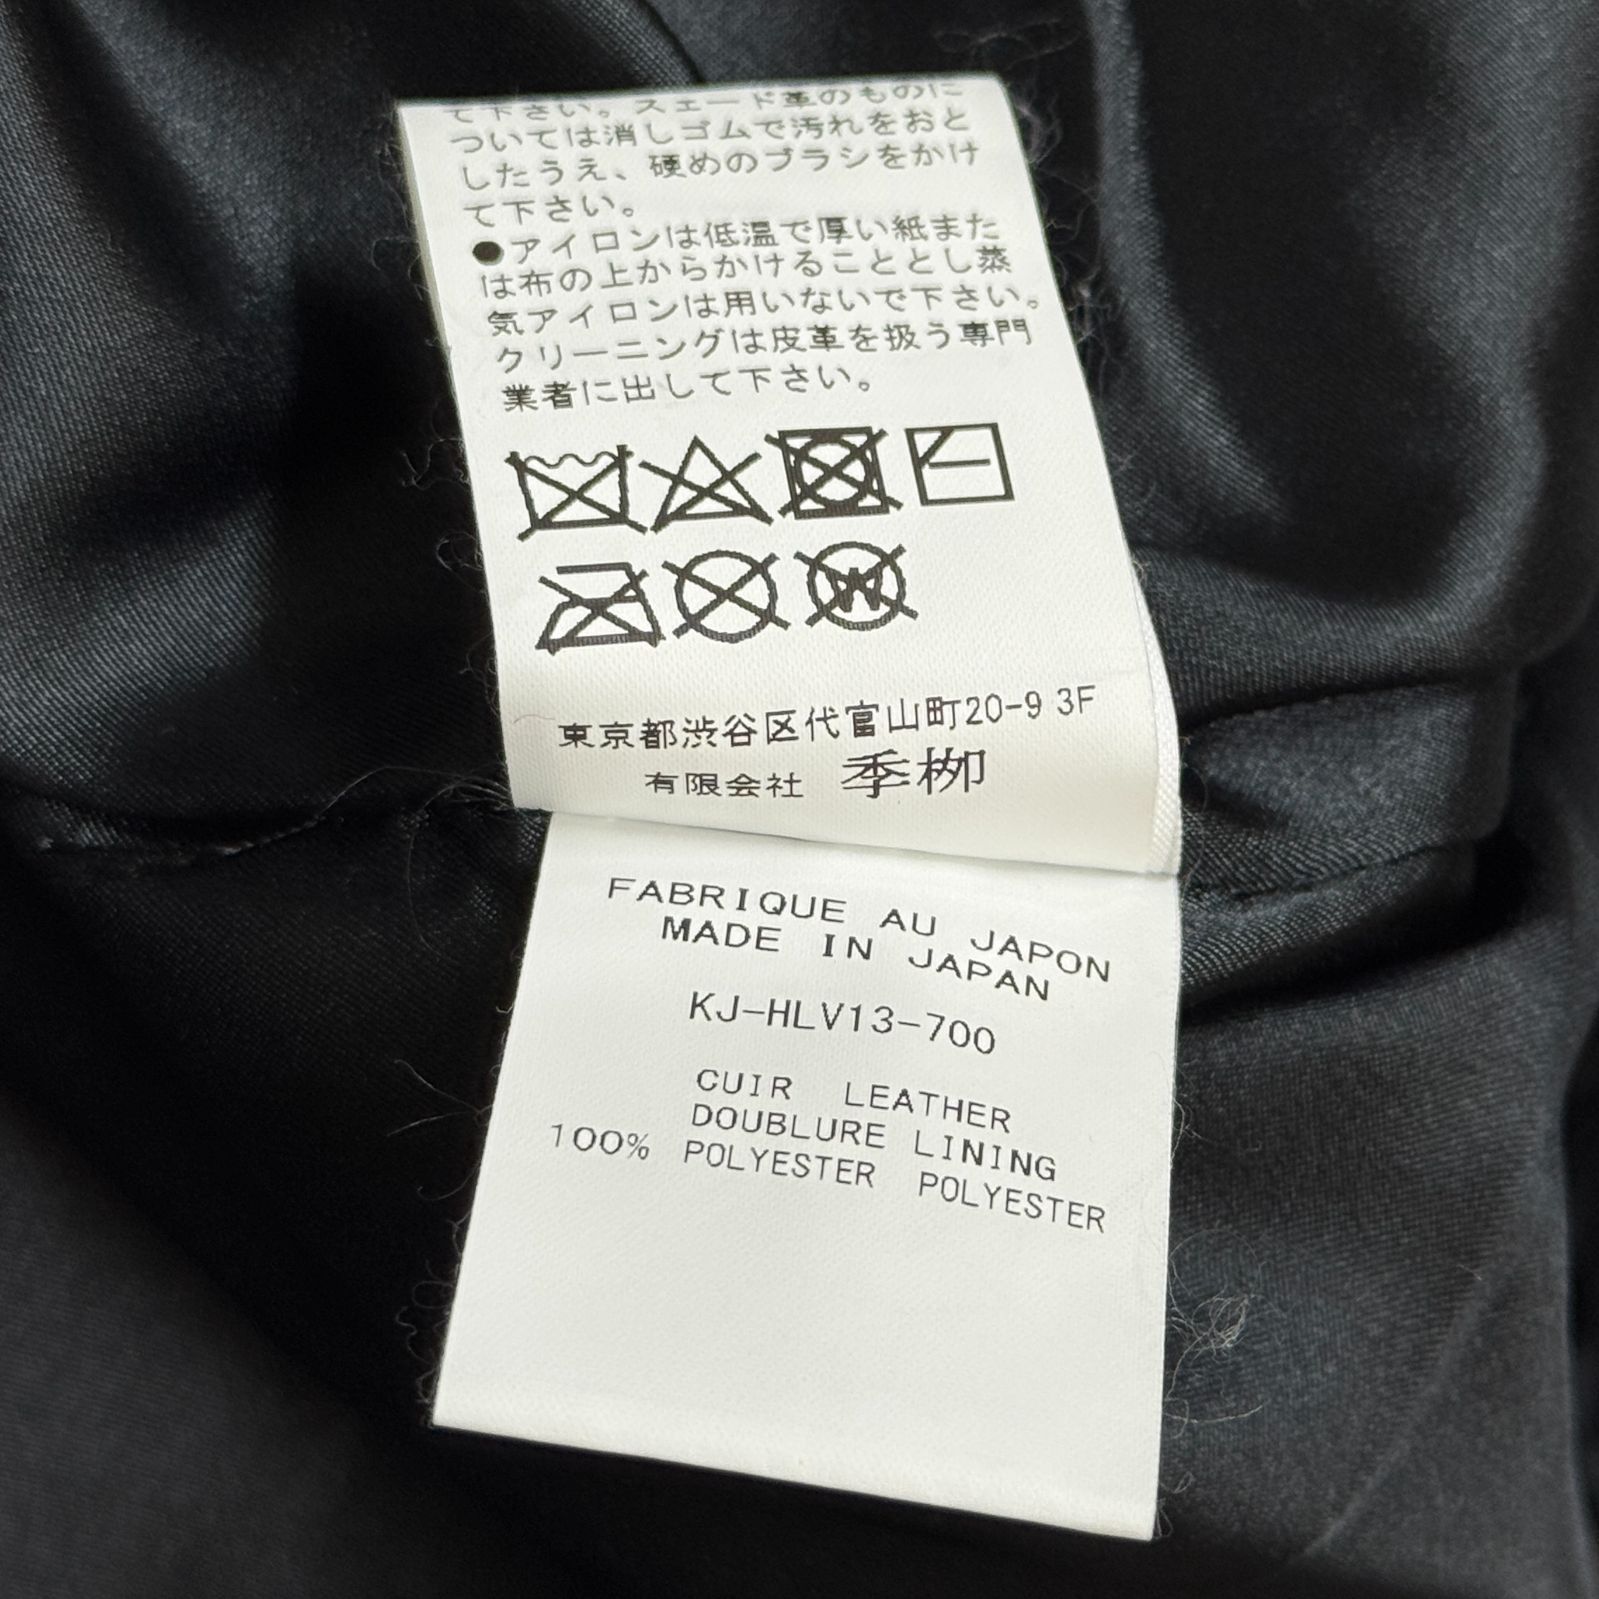 て下さい。スエード革のものに
ついては消しゴムで汚れをおと
したうえ、硬めのブラシをかけ
て下さい。
●アイロンは低温で厚い紙また
は布の上からかけることとし蒸
気アイロンは用いないで下さい。
クリーニングは皮革を扱う専門
業者に出して下さい。
W
東京都渋谷区代官山町20-9 3F
有限会社 季栁
FABRIQUE AU JAPON
MADE IN JAPAN
KJ-HLV13-700
CUIR LEATHER
DOUBLURE LINING
100% POLYESTER POLYESTER